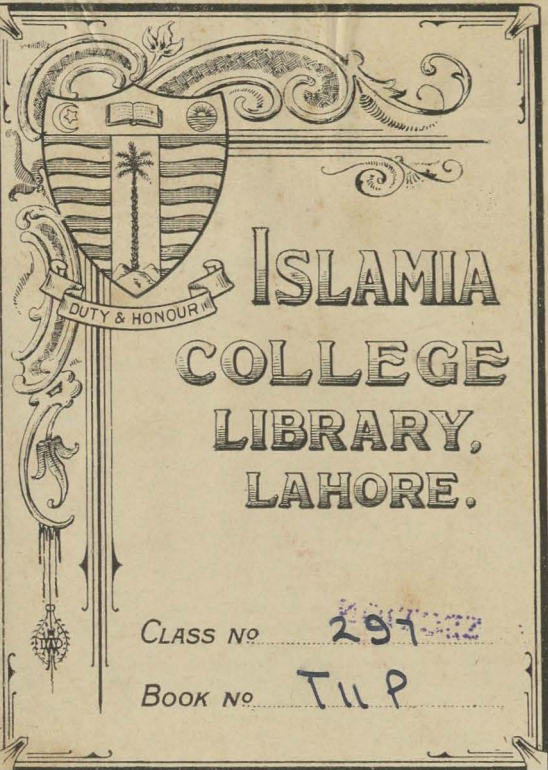 DUTY & HONOUR
ISLAMIA
COLLEGE
LIBRARY,
LAHORE.
CLASS NO 297
BOOK NO T11P